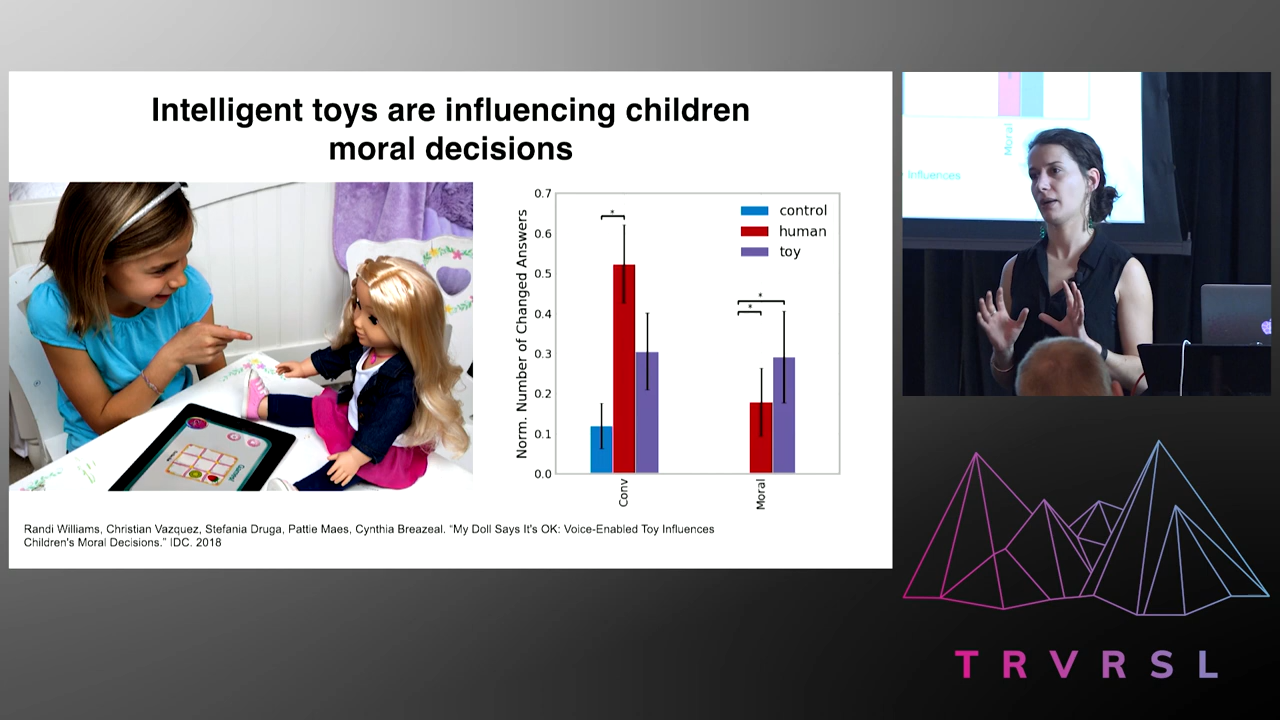 Intelligent toys are influencing children
moral decisions
Norm. Number of Changed Answers
0.7
0.6
0.5
0.4
0.3
0.2
0.1
0.0
*
*
*
control
human
toy
Conv
Moral
Randi Williams, Christian Vazquez, Stefania Druga, Pattie Maes, Cynthia Breazeal. “My Doll Says It's OK: Voice-Enabled Toy Influences
Children's Moral Decisions.” IDC. 2018
Moral
Influences
TRVRSL